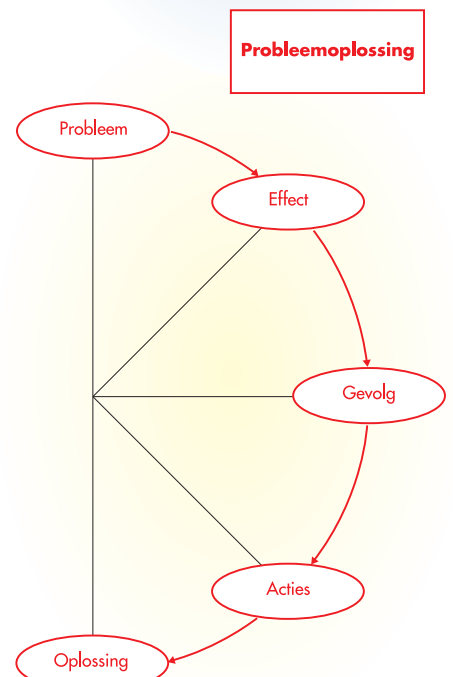 Probleemoplossing
Probleem
Effect
Gevolg
Acties
Oplossing